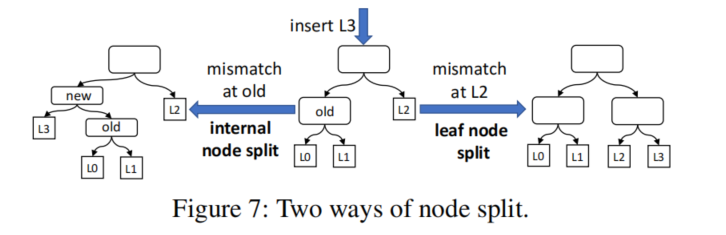 insert L3
new
L3
old
L0
L1
L2
mismatch
at old
internal
node split
old
L0
L1
L2
mismatch
at L2
leaf node
split
L0
L1
L2
L3
Figure 7: Two ways of node split.